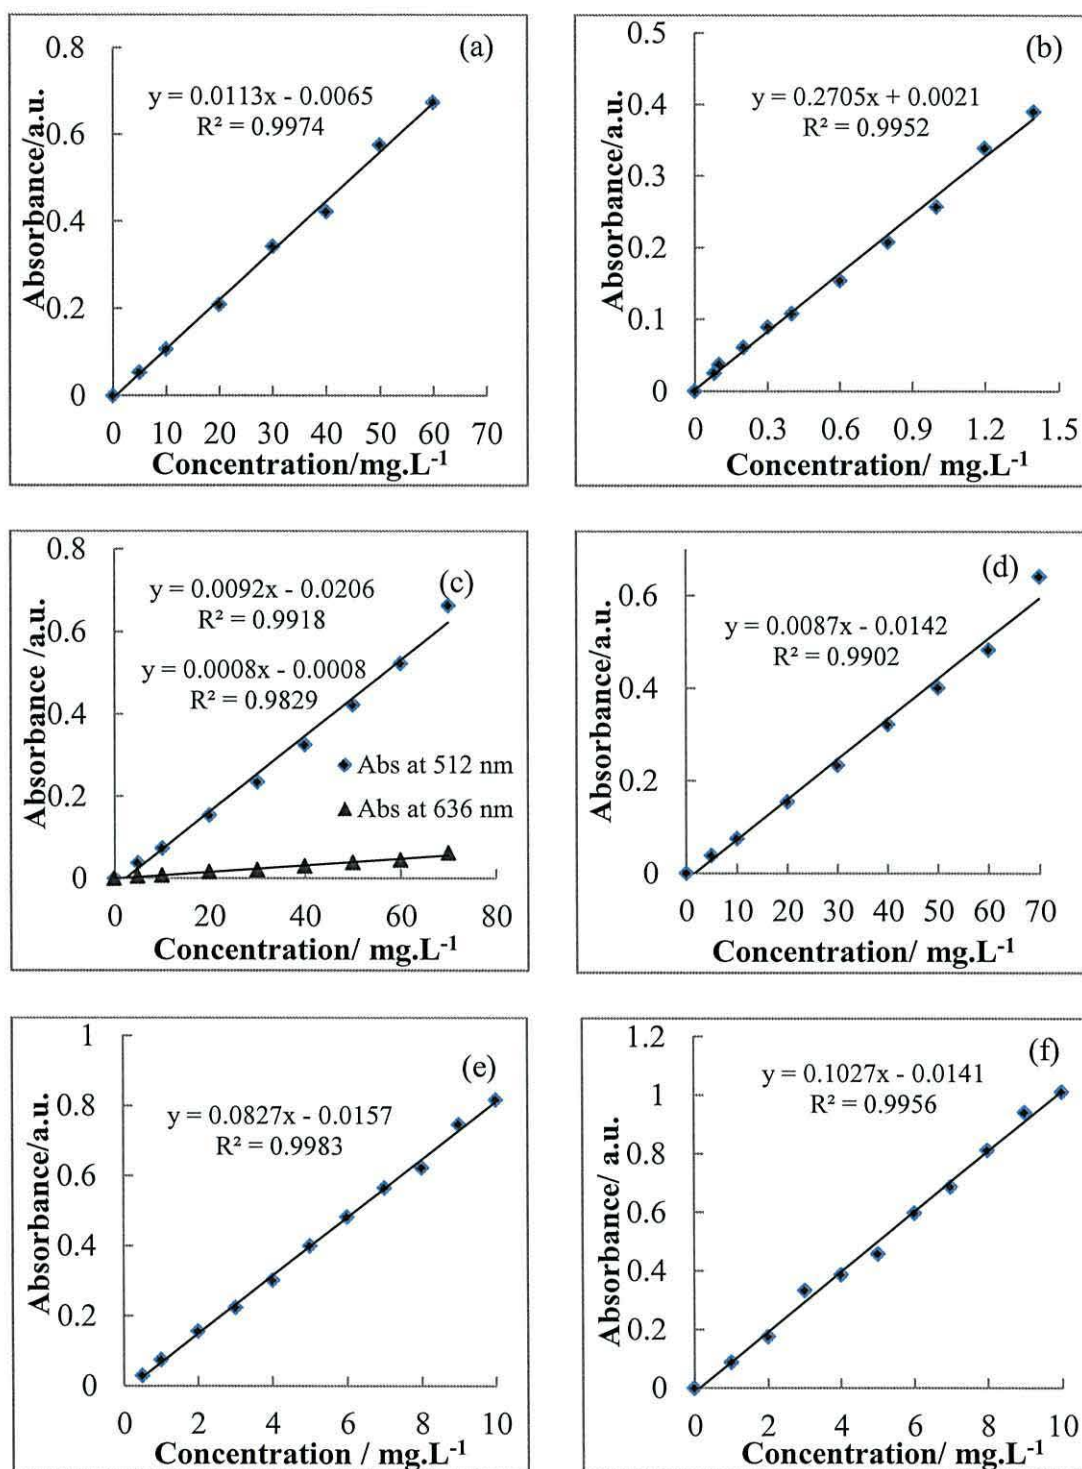 (a)
y = 0.0113x - 0.0065
R² = 0.9974
Absorbance/a.u.
0.8
0.6
0.4
0.2
0
0 10 20 30 40 50 60 70
Concentration/mg.L⁻¹
(b)
y = 0.2705x + 0.0021
R² = 0.9952
Absorbance/a.u.
0.5
0.4
0.3
0.2
0.1
0
0 0.3 0.6 0.9 1.2 1.5
Concentration/ mg.L⁻¹
(c)
y = 0.0092x - 0.0206
R² = 0.9918
y = 0.0008x - 0.0008
R² = 0.9829
Abs at 512 nm
Abs at 636 nm
Absorbance /a.u.
0.8
0.6
0.4
0.2
0
0 20 40 60 80
Concentration/ mg.L⁻¹
(d)
y = 0.0087x - 0.0142
R² = 0.9902
Absorbance/a.u.
0.6
0.4
0.2
0
0 10 20 30 40 50 60 70
Concentration/ mg.L⁻¹
(e)
y = 0.0827x - 0.0157
R² = 0.9983
Absorbance/a.u.
1
0.8
0.6
0.4
0.2
0
0 2 4 6 8 10
Concentration / mg.L⁻¹
(f)
y = 0.1027x - 0.0141
R² = 0.9956
Absorbance/ a.u.
1.2
1
0.8
0.6
0.4
0.2
0
0 2 4 6 8 10
Concentration/ mg.L⁻¹